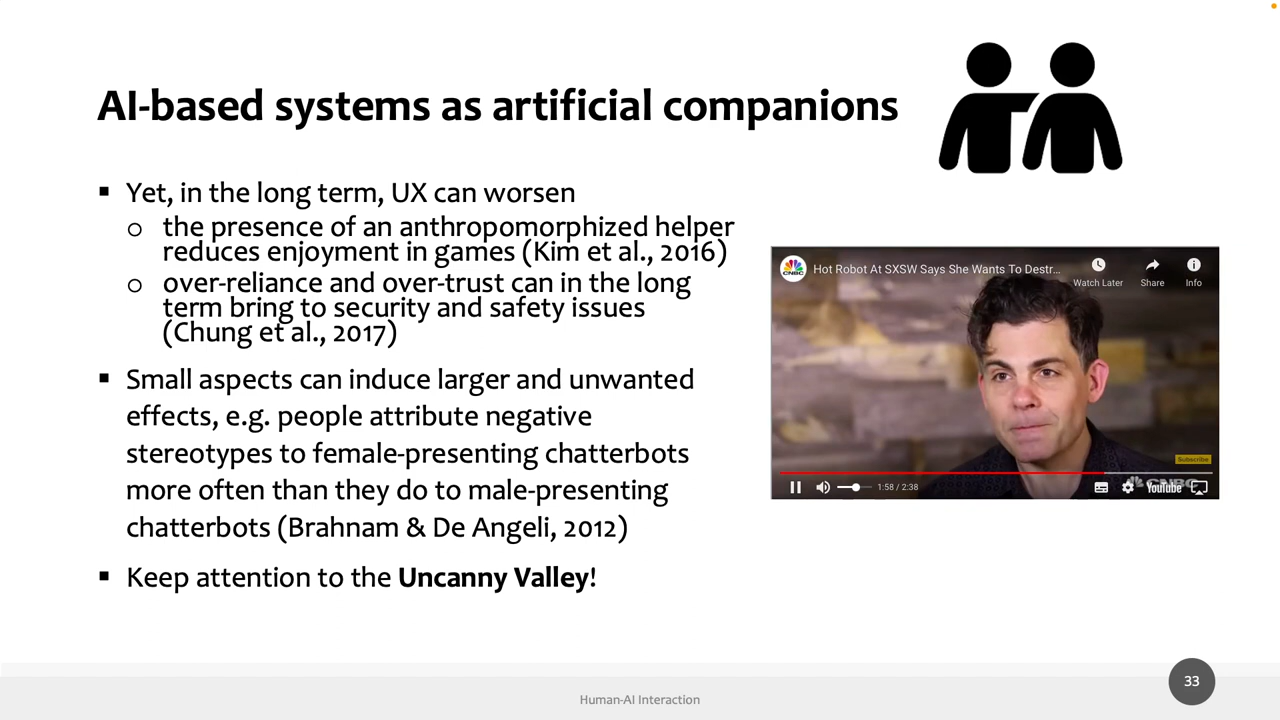 AI-based systems as artificial companions
▪ Yet, in the long term, UX can worsen
o the presence of an anthropomorphized helper
reduces enjoyment in games (Kim et al., 2016)
o over-reliance and over-trust can in the long
term bring to security and safety issues
(Chung et al., 2017)
▪ Small aspects can induce larger and unwanted
effects, e.g. people attribute negative
stereotypes to female-presenting chatterbots
more often than they do to male-presenting
chatterbots (Brahnam & De Angeli, 2012)
▪ Keep attention to the Uncanny Valley!
CNBC
Hot Robot At SXSW Says She Wants To Destr...
Watch Later
Share
Info
Subscribe
1:58 / 2:38
CNBC
YouTube
Human-AI Interaction
33